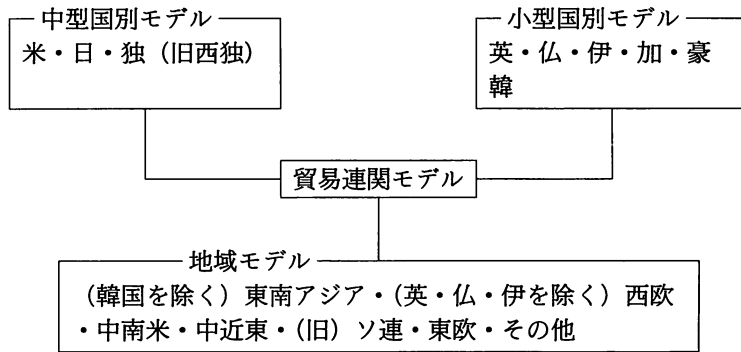 中型国別モデル
米・日・独（旧西独）
小型国別モデル
英・仏・伊・加・豪
韓
貿易連関モデル
地域モデル
（韓国を除く）東南アジア・（英・仏・伊を除く）西欧
・中南米・中近東・（旧）ソ連・東欧・その他